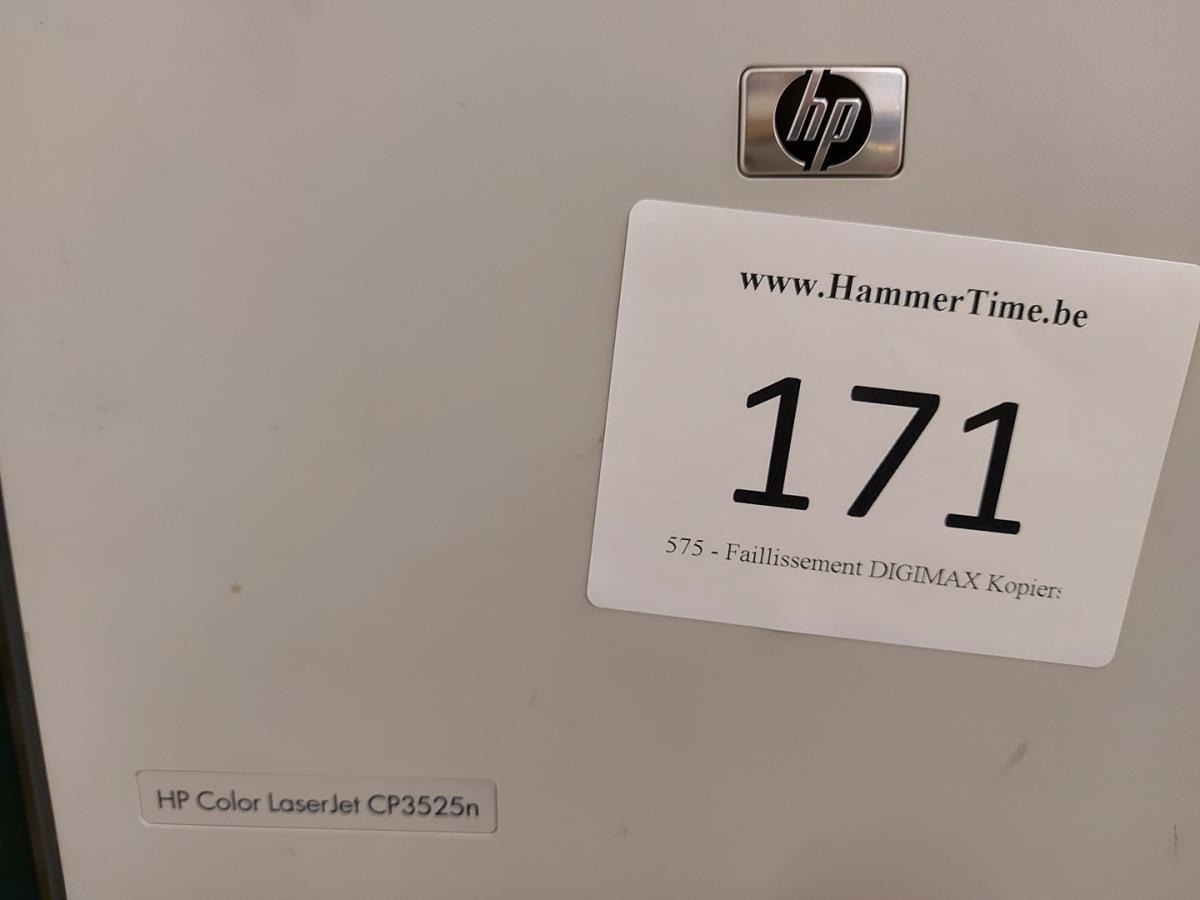 hp
www.HammerTime.be
171
575 - Faillissement DIGIMAX Kopiers
HP Color LaserJet CP3525n